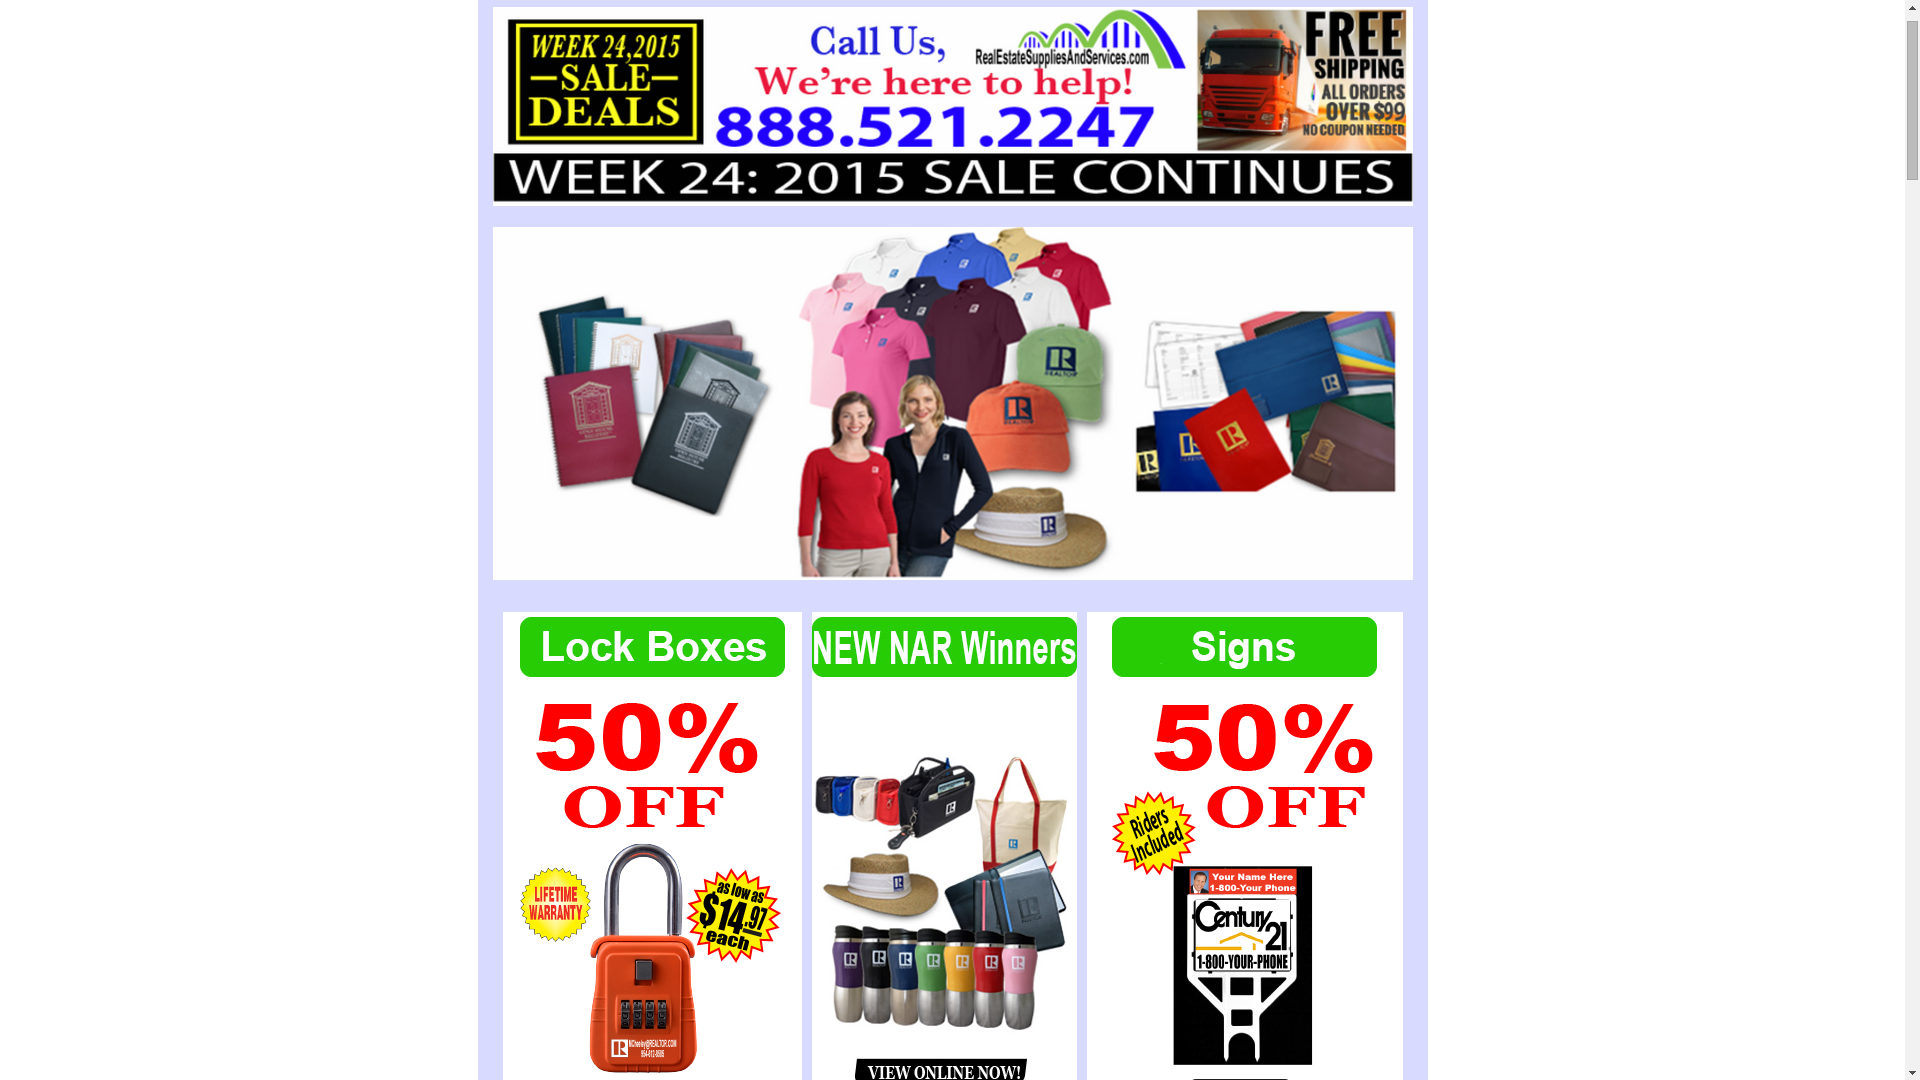 WEEK 24,2015
SALE
DEALS
Call Us,
We're here to help!
888.521.2247
RealEstateSuppliesAndServices.com
FREE
SHIPPING
ALL ORDERS
OVER $99
NO COUPON NEEDED
WEEK 24: 2015 SALE CONTINUES
REALTOR
REALTOR
Lock Boxes
50%
OFF
LIFETIME
WARRANTY
as low as
$14.97
each
NEW NAR Winners
VIEW ONLINE NOW!
Signs
50%
OFF
Riders
Included
Your Name Here
1-800-Your Phone
Century
21
1-800-YOUR-PHONE